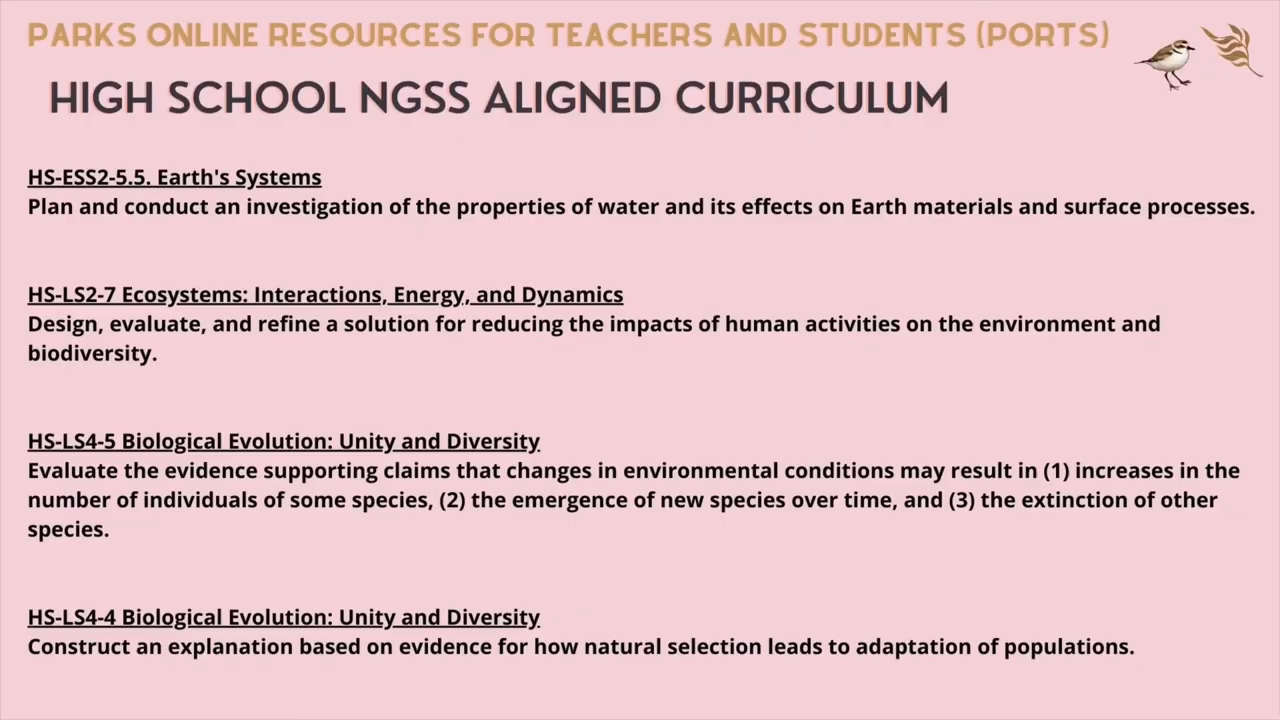 PARKS ONLINE RESOURCES FOR TEACHERS AND STUDENTS (PORTS)
HIGH SCHOOL NGSS ALIGNED CURRICULUM
HS-ESS2-5.5. Earth's Systems
Plan and conduct an investigation of the properties of water and its effects on Earth materials and surface processes.
HS-LS2-7 Ecosystems: Interactions, Energy, and Dynamics
Design, evaluate, and refine a solution for reducing the impacts of human activities on the environment and
biodiversity.
HS-LS4-5 Biological Evolution: Unity and Diversity
Evaluate the evidence supporting claims that changes in environmental conditions may result in (1) increases in the
number of individuals of some species, (2) the emergence of new species over time, and (3) the extinction of other
species.
HS-LS4-4 Biological Evolution: Unity and Diversity
Construct an explanation based on evidence for how natural selection leads to adaptation of populations.